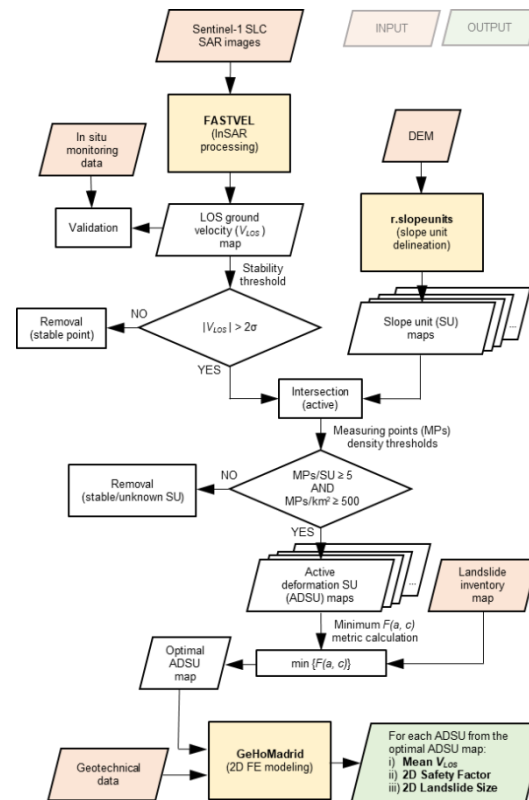 Sentinel-1 SLC
SAR images
INPUT
OUTPUT
FASTVEL
(InSAR
processing)
In situ
monitoring
data
DEM
Validation
LOS ground
velocity (V_LOS)
map
r.slopeunits
(slope unit
delineation)
Stability
threshold
Removal
(stable point)
NO
|V_LOS| > 2σ
Slope unit (SU)
maps
...
YES
Intersection
(active)
Measuring points (MPs)
density thresholds
Removal
(stable/unknown SU)
NO
MPs/SU ≥ 5
AND
MPs/km² ≥ 500
YES
Active
deformation SU
(ADSU) maps
...
Landslide
inventory
map
Minimum F(a, c)
metric calculation
Optimal
ADSU
map
min {F(a, c)}
Geotechnical
data
GeHoMadrid
(2D FE modeling)
For each ADSU from the
optimal ADSU map:
i) Mean V_LOS
ii) 2D Safety Factor
iii) 2D Landslide Size